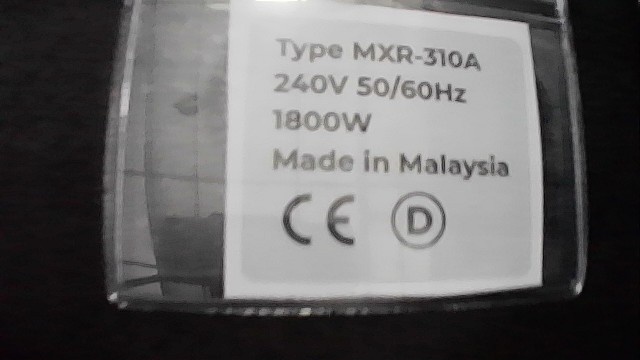 Type MXR-310A
240V 50/60Hz
1800W
Made in Malaysia
CE D